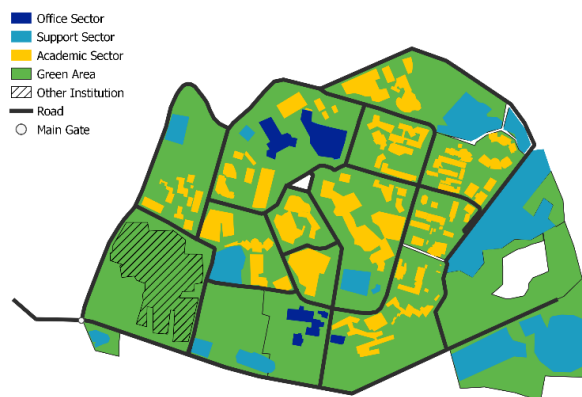 Office Sector
Support Sector
Academic Sector
Green Area
Other Institution
Road
Main Gate